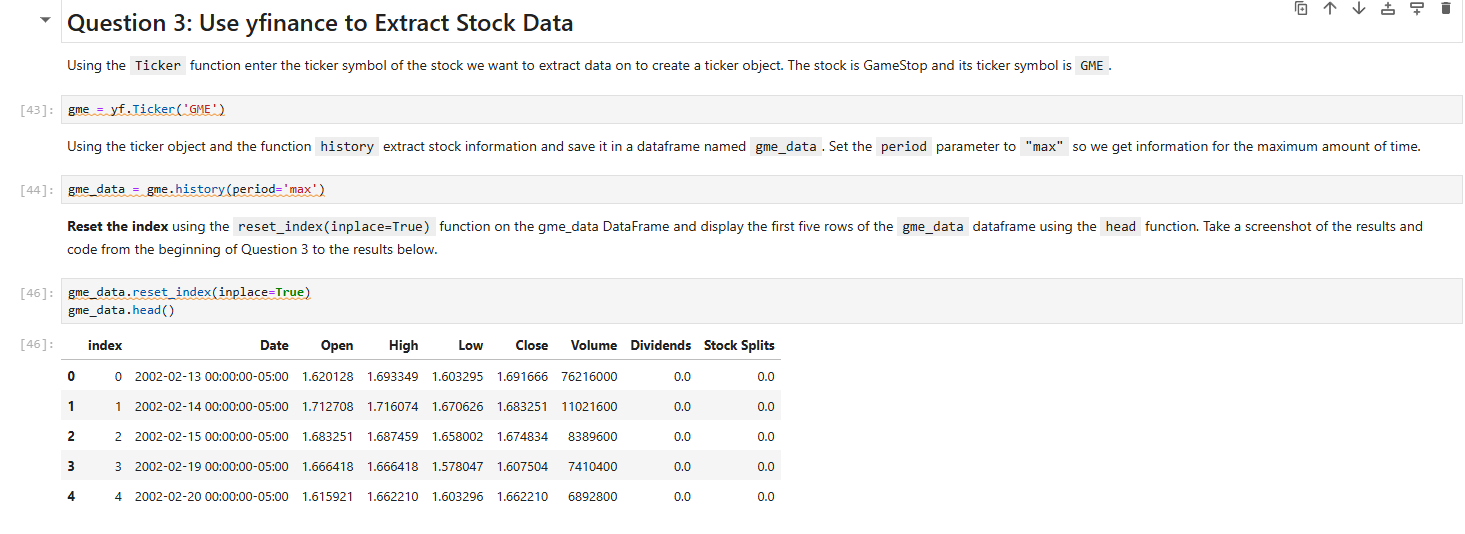 Question 3: Use yfinance to Extract Stock Data
Using the Ticker function enter the ticker symbol of the stock we want to extract data on to create a ticker object. The stock is GameStop and its ticker symbol is GME .
[43]: gme = yf.Ticker('GME')
Using the ticker object and the function history extract stock information and save it in a dataframe named gme_data . Set the period parameter to "max" so we get information for the maximum amount of time.
[44]: gme_data = gme.history(period='max')
Reset the index using the reset_index(inplace=True) function on the gme_data DataFrame and display the first five rows of the gme_data dataframe using the head function. Take a screenshot of the results and
code from the beginning of Question 3 to the results below.
[46]: gme_data.reset_index(inplace=True)
gme_data.head()
[46]: index Date Open High Low Close Volume Dividends Stock Splits
0 0 2002-02-13 00:00:00-05:00 1.620128 1.693349 1.603295 1.691666 76216000 0.0 0.0
1 1 2002-02-14 00:00:00-05:00 1.712708 1.716074 1.670626 1.683251 11021600 0.0 0.0
2 2 2002-02-15 00:00:00-05:00 1.683251 1.687459 1.658002 1.674834 8389600 0.0 0.0
3 3 2002-02-19 00:00:00-05:00 1.666418 1.666418 1.578047 1.607504 7410400 0.0 0.0
4 4 2002-02-20 00:00:00-05:00 1.615921 1.662210 1.603296 1.662210 6892800 0.0 0.0